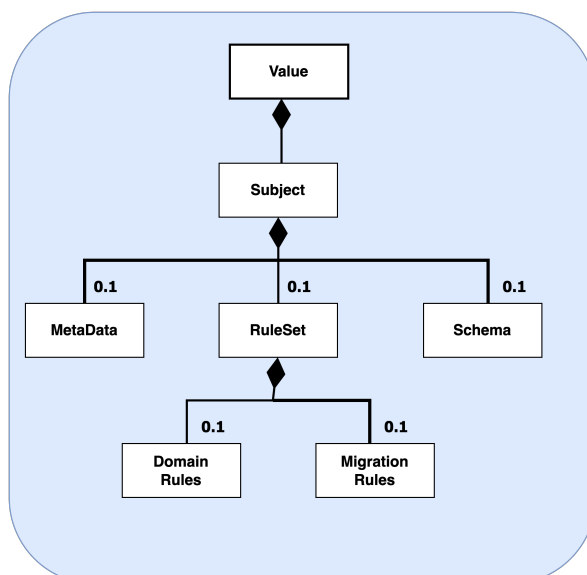 Value
Subject
0.1
0.1
0.1
MetaData
RuleSet
Schema
0.1
0.1
Domain
Rules
Migration
Rules